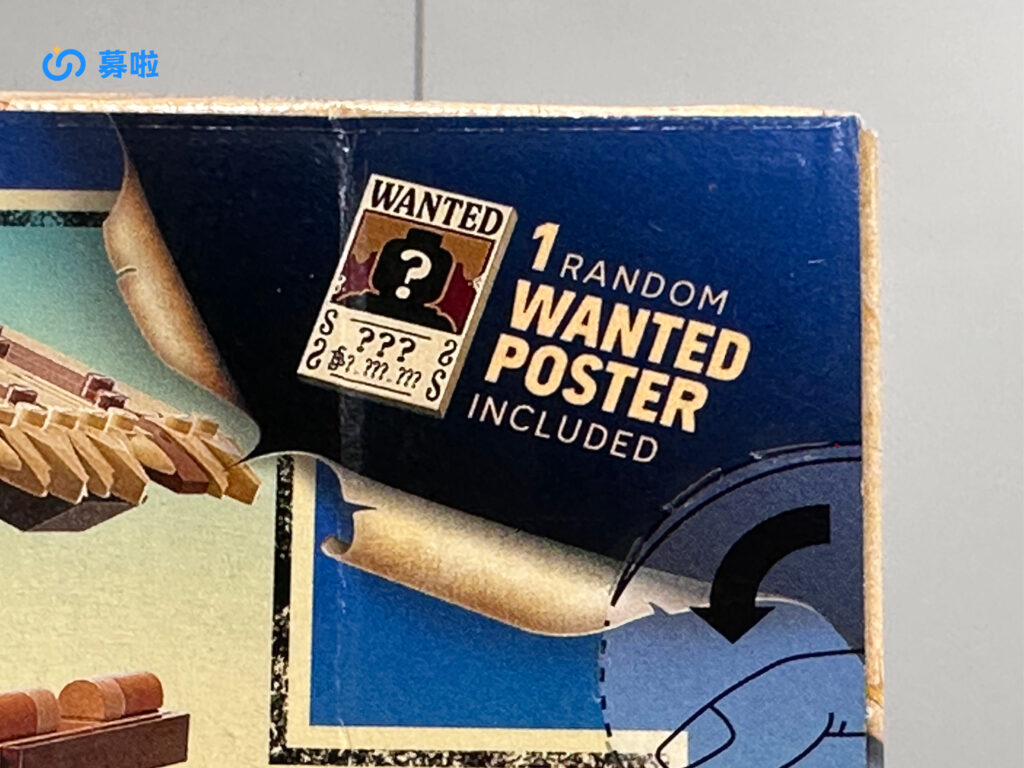 募啦
WANTED
?
???
$?.???.???
1 RANDOM
WANTED
POSTER
INCLUDED